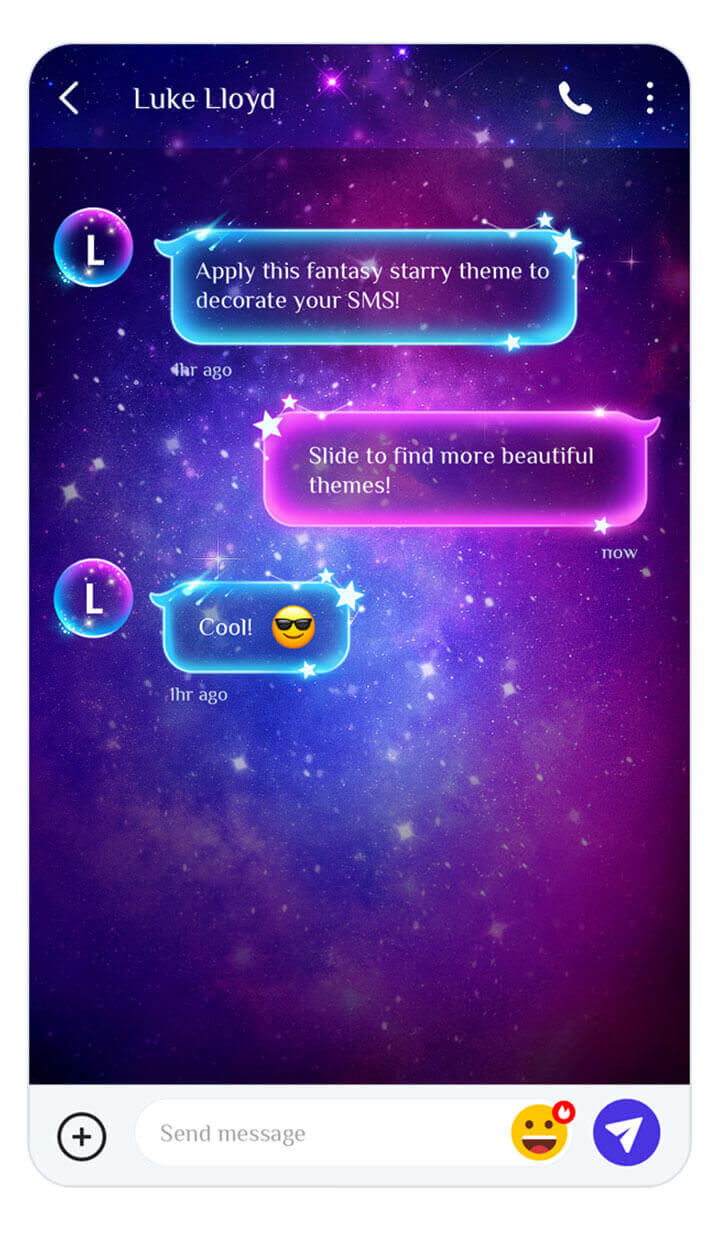 Luke Lloyd
L
Apply this fantasy starry theme to
decorate your SMS!
1hr ago
Slide to find more beautiful
themes!
now
L
Cool! 😎
1hr ago
Send message